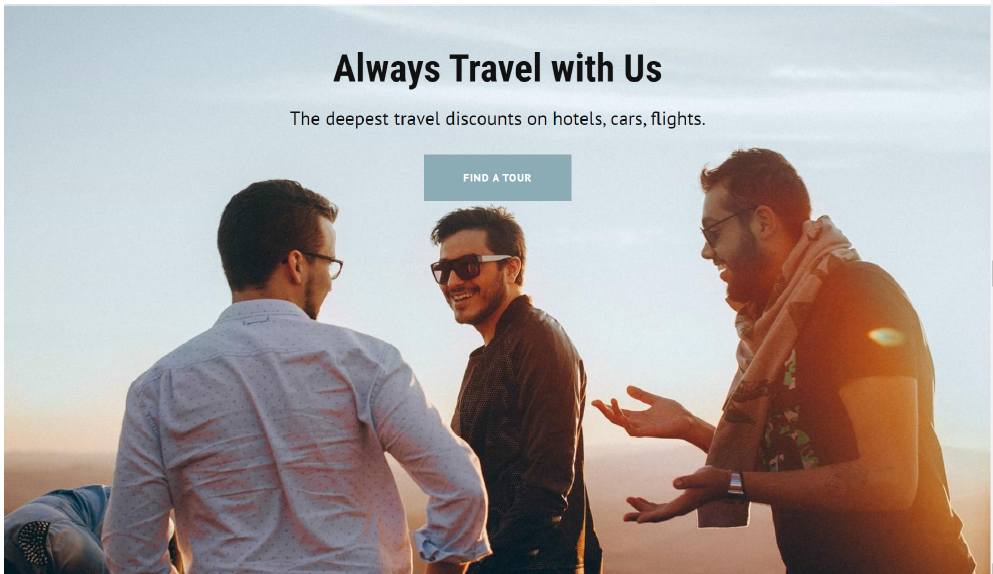 Always Travel with Us
The deepest travel discounts on hotels, cars, flights.
FIND A TOUR